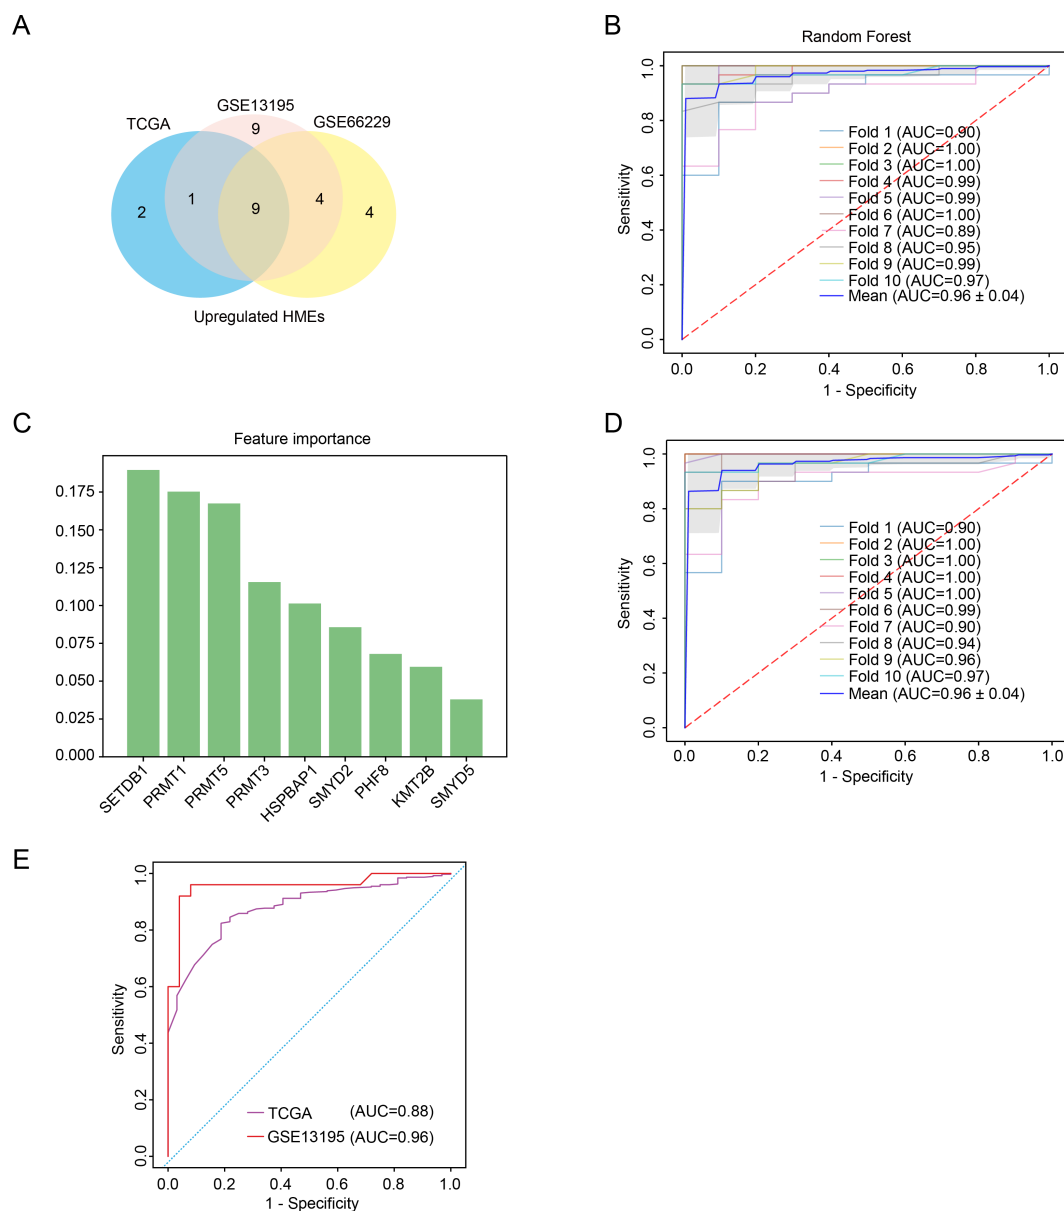 A
GSE13195
TCGA
GSE66229
9
2
1
9
4
4
Upregulated HMEs
B
Random Forest
1.0
0.8
0.6
0.4
0.2
0.0
Sensitivity
Fold 1 (AUC=0.90)
Fold 2 (AUC=1.00)
Fold 3 (AUC=1.00)
Fold 4 (AUC=0.99)
Fold 5 (AUC=0.99)
Fold 6 (AUC=1.00)
Fold 7 (AUC=0.89)
Fold 8 (AUC=0.95)
Fold 9 (AUC=0.99)
Fold 10 (AUC=0.97)
Mean (AUC=0.96 ± 0.04)
0.0 0.2 0.4 0.6 0.8 1.0
1 - Specificity
C
Feature importance
0.175
0.150
0.125
0.100
0.075
0.050
0.025
0.000
SETDB1
PRMT1
PRMT5
PRMT3
HSPBAP1
SMYD2
PHF8
KMT2B
SMYD5
D
1.0
0.8
0.6
0.4
0.2
0.0
Sensitivity
Fold 1 (AUC=0.90)
Fold 2 (AUC=1.00)
Fold 3 (AUC=1.00)
Fold 4 (AUC=1.00)
Fold 5 (AUC=1.00)
Fold 6 (AUC=0.99)
Fold 7 (AUC=0.90)
Fold 8 (AUC=0.94)
Fold 9 (AUC=0.96)
Fold 10 (AUC=0.97)
Mean (AUC=0.96 ± 0.04)
0.0 0.2 0.4 0.6 0.8 1.0
1 - Specificity
E
1.0
0.8
0.6
0.4
0.2
0.0
Sensitivity
TCGA (AUC=0.88)
GSE13195 (AUC=0.96)
0.0 0.2 0.4 0.6 0.8 1.0
1 - Specificity